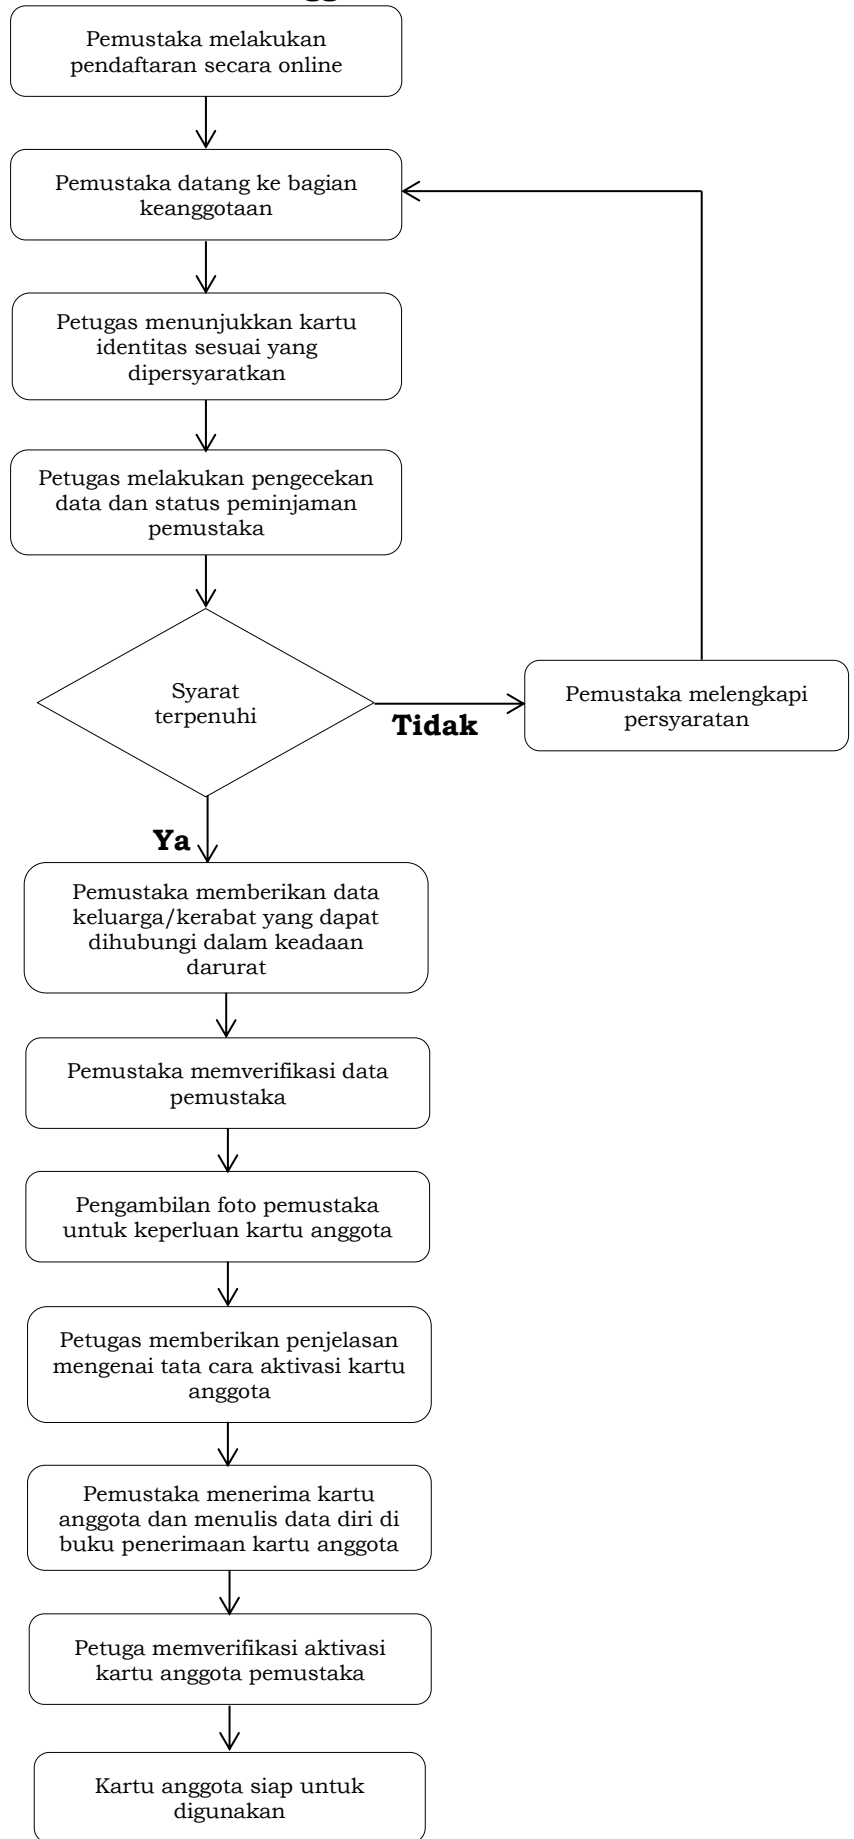 Pemustaka melakukan
pendaftaran secara online
Pemustaka datang ke bagian
keanggotaan
Petugas menunjukkan kartu
identitas sesuai yang
dipersyaratkan
Petugas melakukan pengecekan
data dan status peminjaman
pemustaka
Syarat
terpenuhi
Tidak
Pemustaka melengkapi
persyaratan
Ya
Pemustaka memberikan data
keluarga/kerabat yang dapat
dihubungi dalam keadaan
darurat
Pemustaka memverifikasi data
pemustaka
Pengambilan foto pemustaka
untuk keperluan kartu anggota
Petugas memberikan penjelasan
mengenai tata cara aktivasi kartu
anggota
Pemustaka menerima kartu
anggota dan menulis data diri di
buku penerimaan kartu anggota
Petuga memverifikasi aktivasi
kartu anggota pemustaka
Kartu anggota siap untuk
digunakan